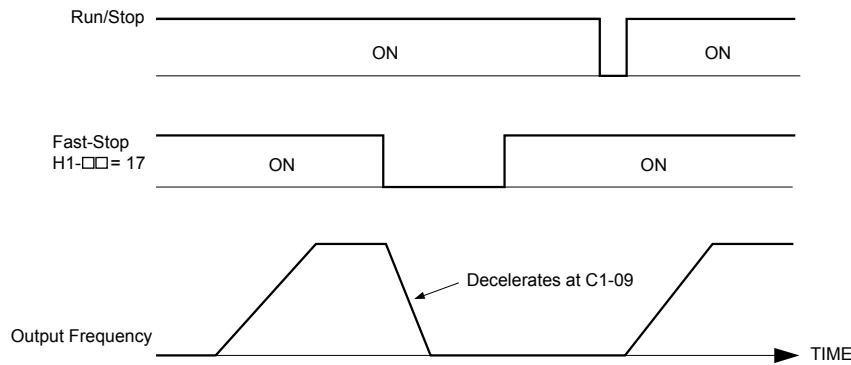 Run/Stop
ON
ON
Fast-Stop
H1-□□= 17
ON
ON
Decelerates at C1-09
Output Frequency
TIME